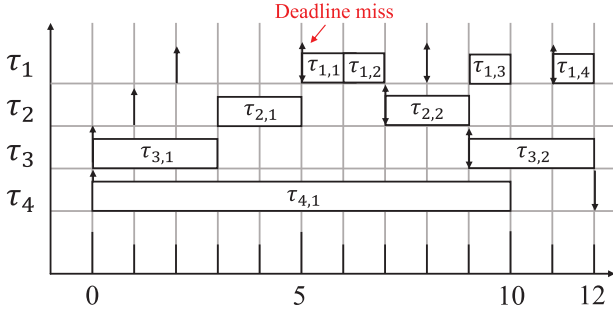 Deadline miss
τ₁ τ₁,₁ τ₁,₂ τ₁,₃ τ₁,₄
τ₂ τ₂,₁ τ₂,₂
τ₃ τ₃,₁ τ₃,₂
τ₄ τ₄,₁
0 5 10 12